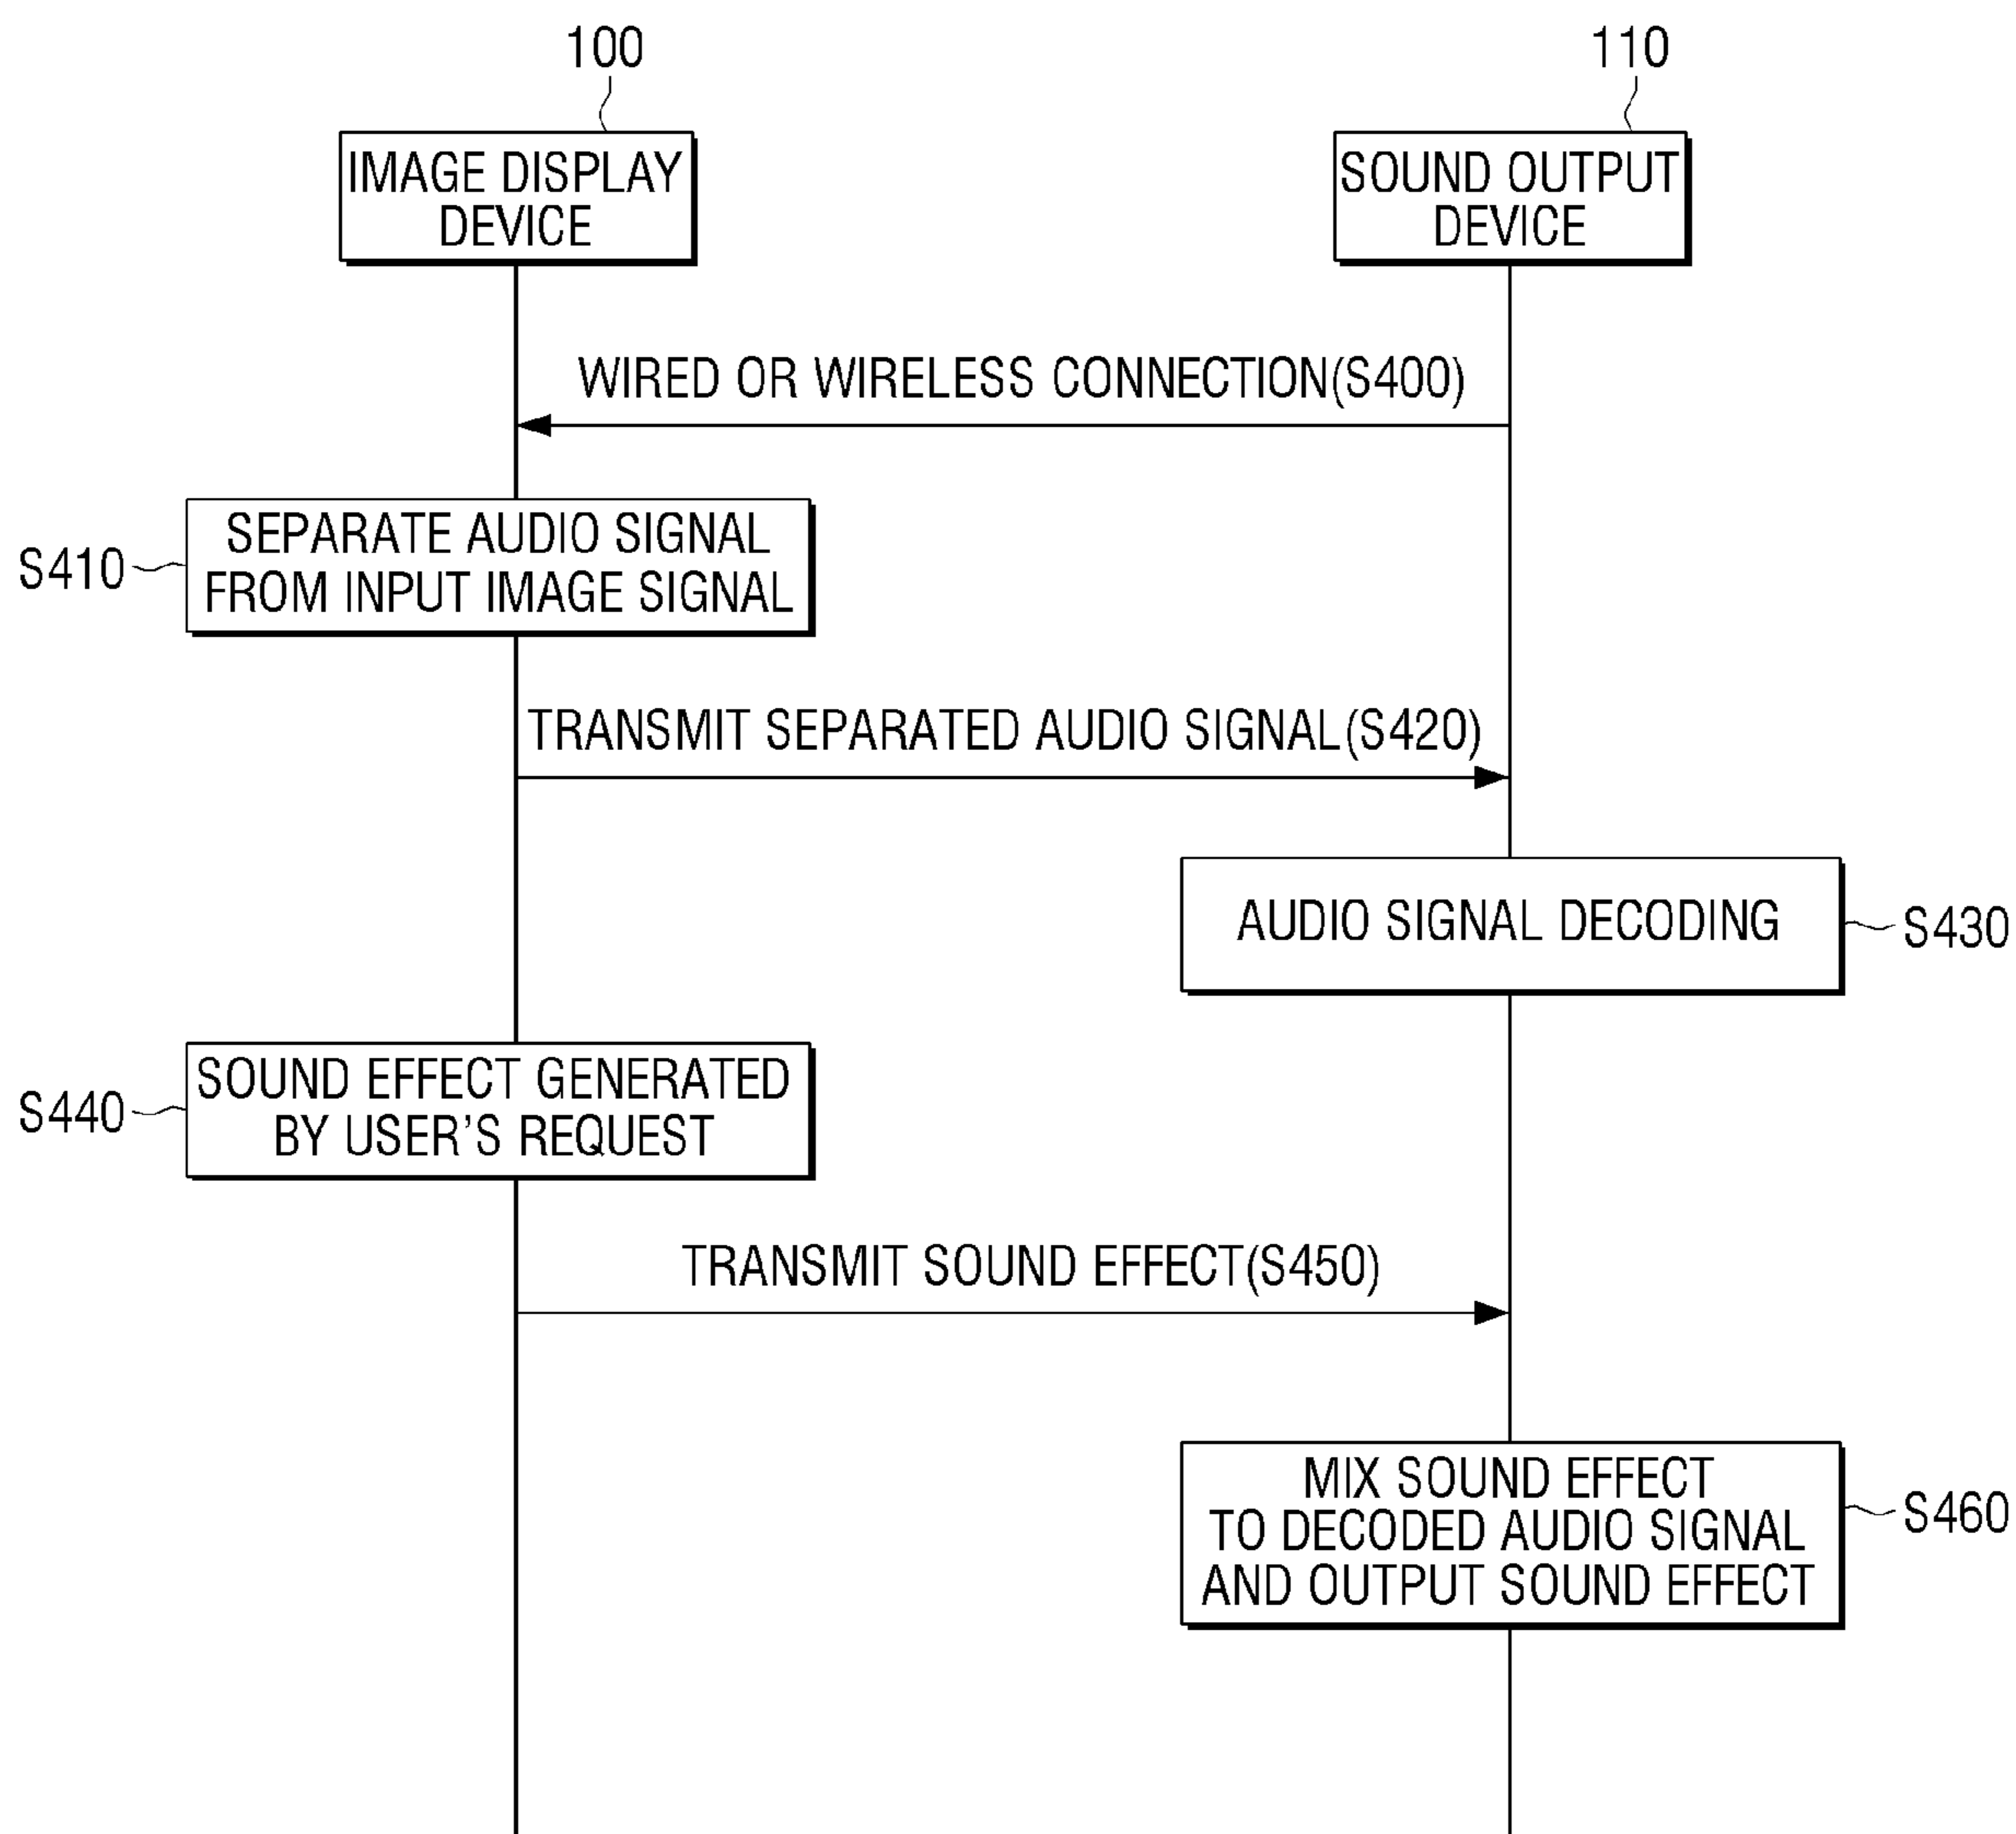 100
110
IMAGE DISPLAY
DEVICE
SOUND OUTPUT
DEVICE
WIRED OR WIRELESS CONNECTION(S400)
S410
SEPARATE AUDIO SIGNAL
FROM INPUT IMAGE SIGNAL
TRANSMIT SEPARATED AUDIO SIGNAL(S420)
AUDIO SIGNAL DECODING
S430
S440
SOUND EFFECT GENERATED
BY USER'S REQUEST
TRANSMIT SOUND EFFECT(S450)
MIX SOUND EFFECT
TO DECODED AUDIO SIGNAL
AND OUTPUT SOUND EFFECT
S460